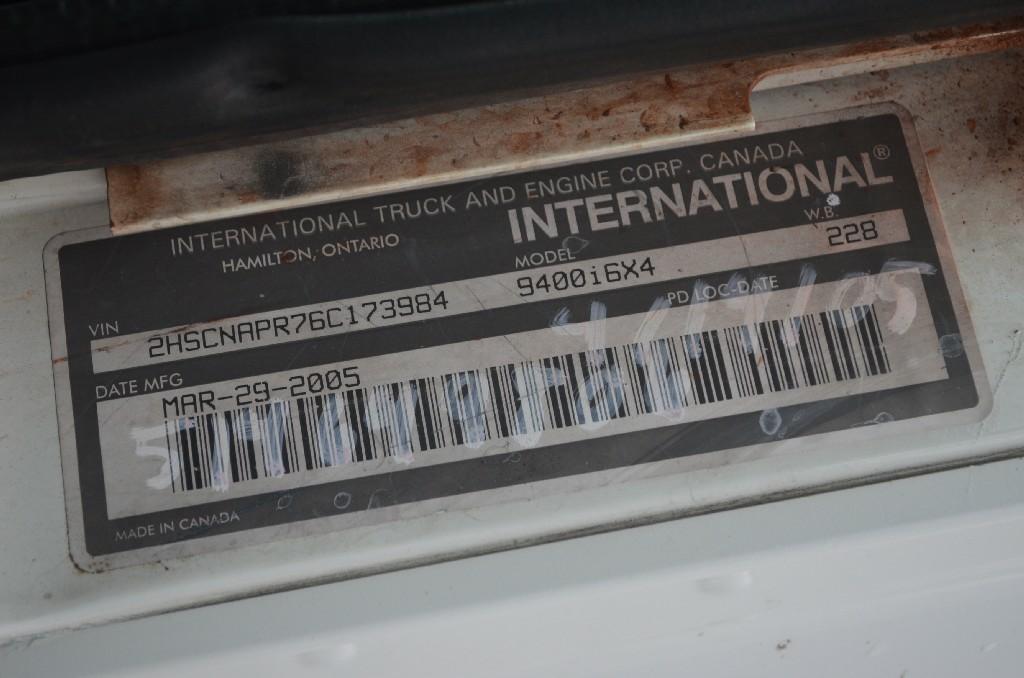 INTERNATIONAL TRUCK AND ENGINE CORP. CANADA
HAMILTON, ONTARIO
INTERNATIONAL®
VIN MODEL W.B.
2HSCNAPR76C173984 9400i6X4 228
DATE MFG PD LOC-DATE
MAR-29-2005
MADE IN CANADA